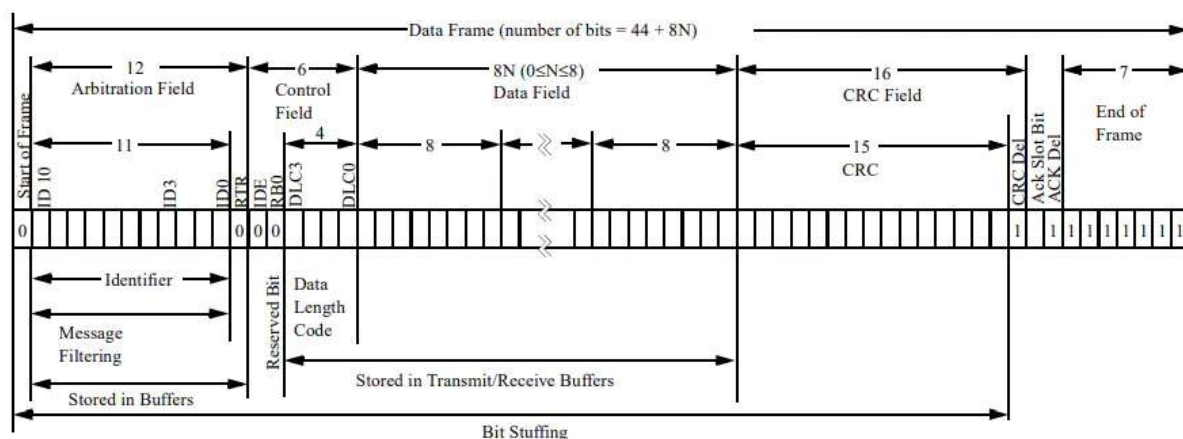 Data Frame (number of bits = 44 + 8N)
12
Arbitration Field
6
Control
Field
8N (0≤N≤8)
Data Field
16
CRC Field
7
End of
Frame
Start of Frame
11
4
8
8
15
CRC
CRC Del
Ack Slot Bit
ACK Del
ID 10
ID3
ID0
RTR
IDE
RB0
DLC3
DLC0
0 0 0 0 1 1 1 1 1 1 1 1 1
Identifier
Message
Filtering
Stored in Buffers
Reserved Bit
Data
Length
Code
Stored in Transmit/Receive Buffers
Bit Stuffing